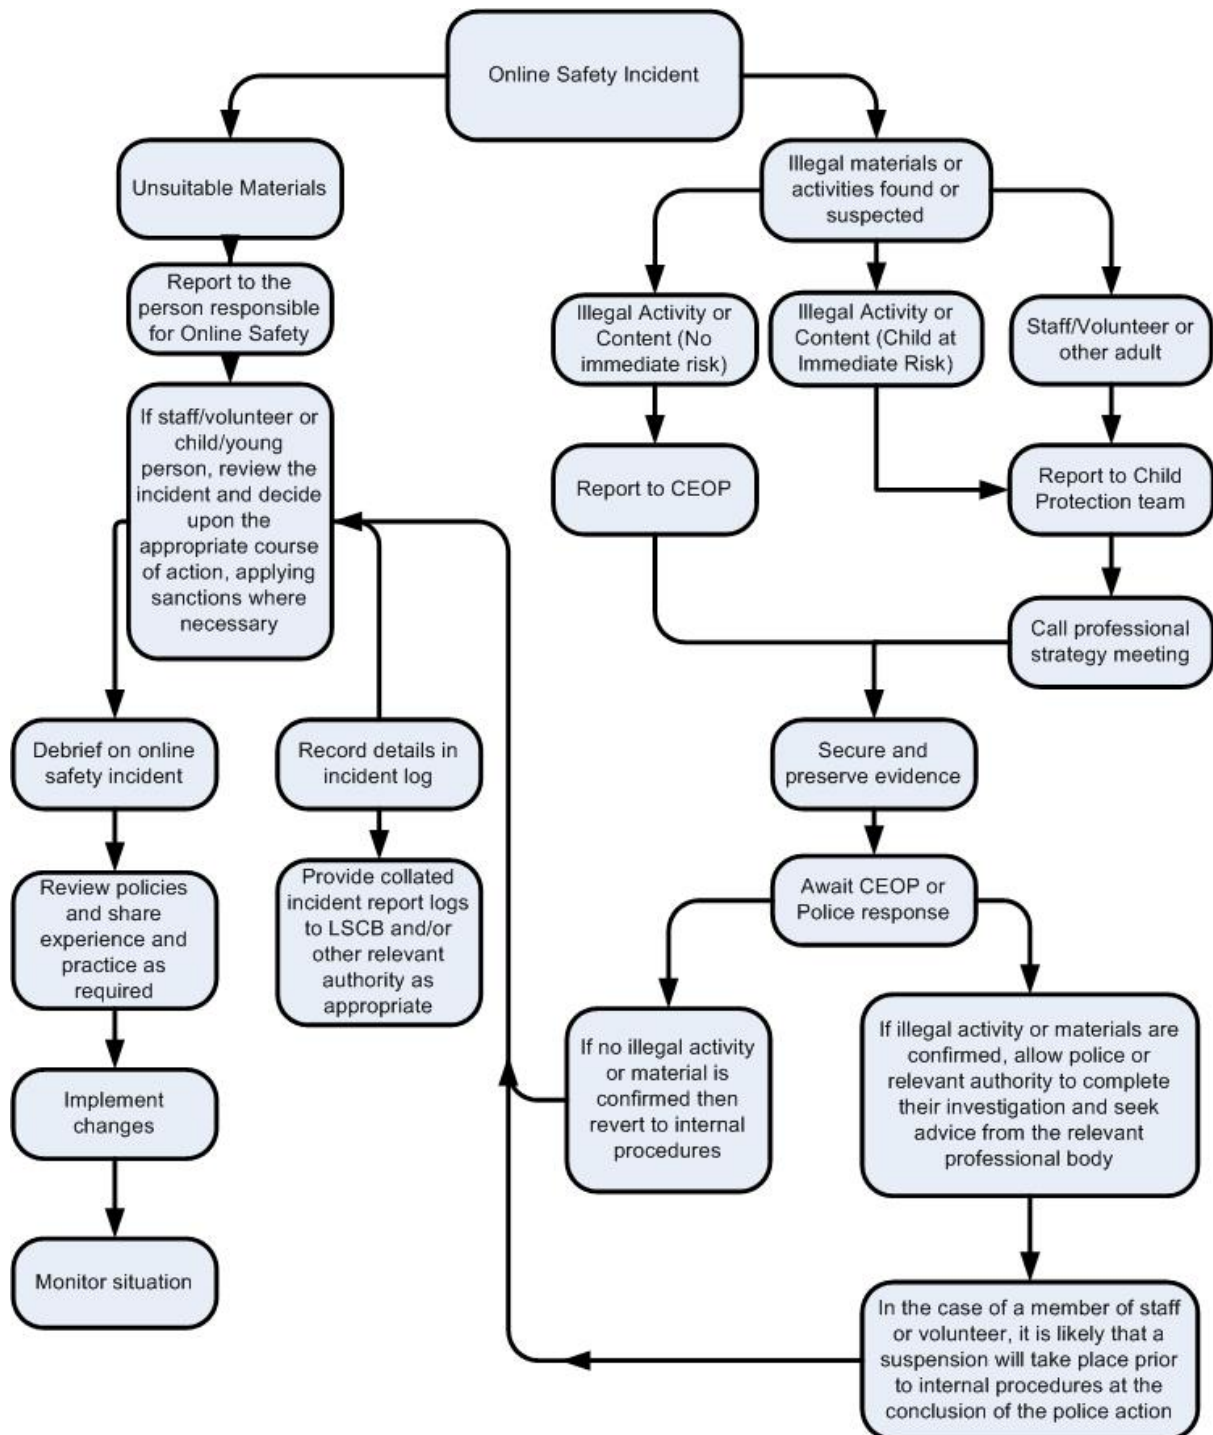 Online Safety Incident
Unsuitable Materials
Report to the
person responsible
for Online Safety
If staff/volunteer or
child/young
person, review the
incident and decide
upon the
appropriate course
of action, applying
sanctions where
necessary
Debrief on online
safety incident
Review policies
and share
experience and
practice as
required
Implement
changes
Monitor situation
Record details in
incident log
Provide collated
incident report logs
to LSCB and/or
other relevant
authority as
appropriate
Illegal materials or
activities found or
suspected
Illegal Activity or
Content (No
immediate risk)
Illegal Activity or
Content (Child at
Immediate Risk)
Staff/Volunteer or
other adult
Report to CEOP
Report to Child
Protection team
Call professional
strategy meeting
Secure and
preserve evidence
Await CEOP or
Police response
If no illegal activity
or material is
confirmed then
revert to internal
procedures
If illegal activity or materials are
confirmed, allow police or
relevant authority to complete
their investigation and seek
advice from the relevant
professional body
In the case of a member of staff
or volunteer, it is likely that a
suspension will take place prior
to internal procedures at the
conclusion of the police action